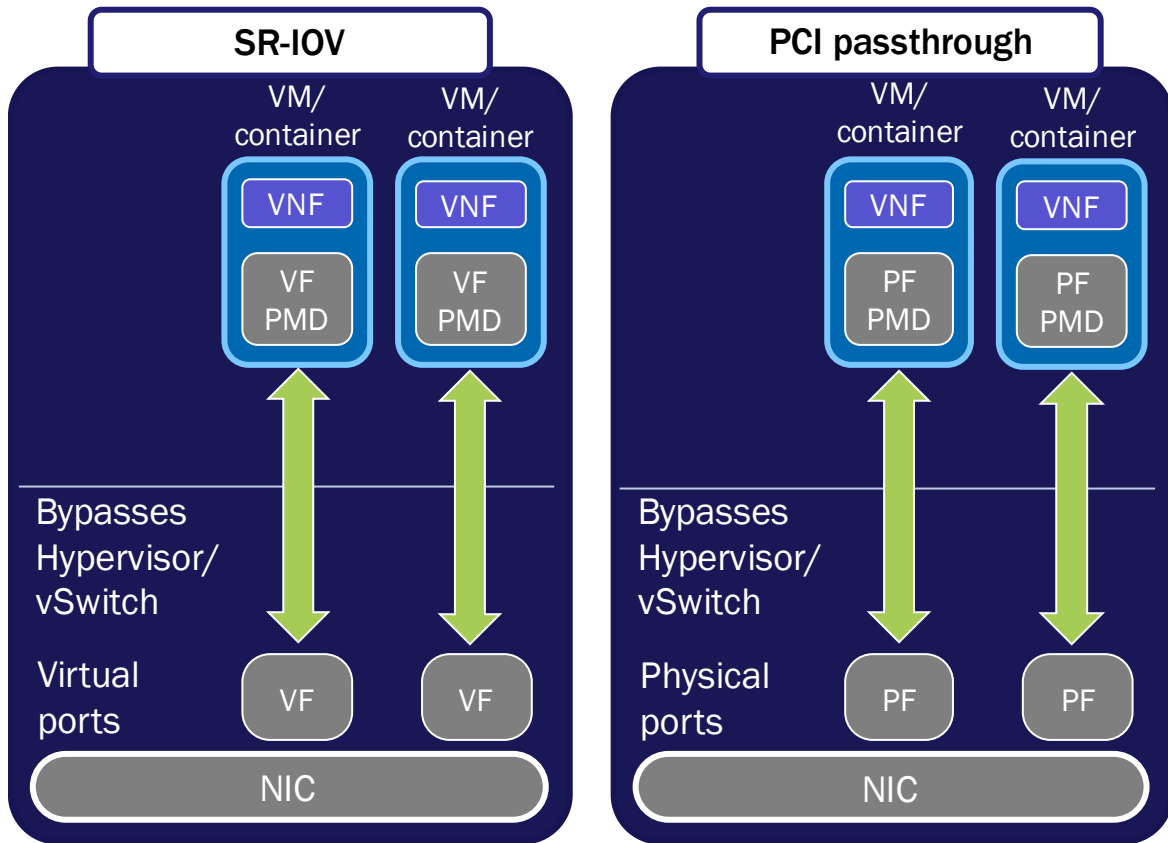 SR-IOV
VM/
container
VM/
container
VNF
VNF
VF
PMD
VF
PMD
Bypasses
Hypervisor/
vSwitch
Virtual
ports
VF
VF
NIC
PCI passthrough
VM/
container
VM/
container
VNF
VNF
PF
PMD
PF
PMD
Bypasses
Hypervisor/
vSwitch
Physical
ports
PF
PF
NIC